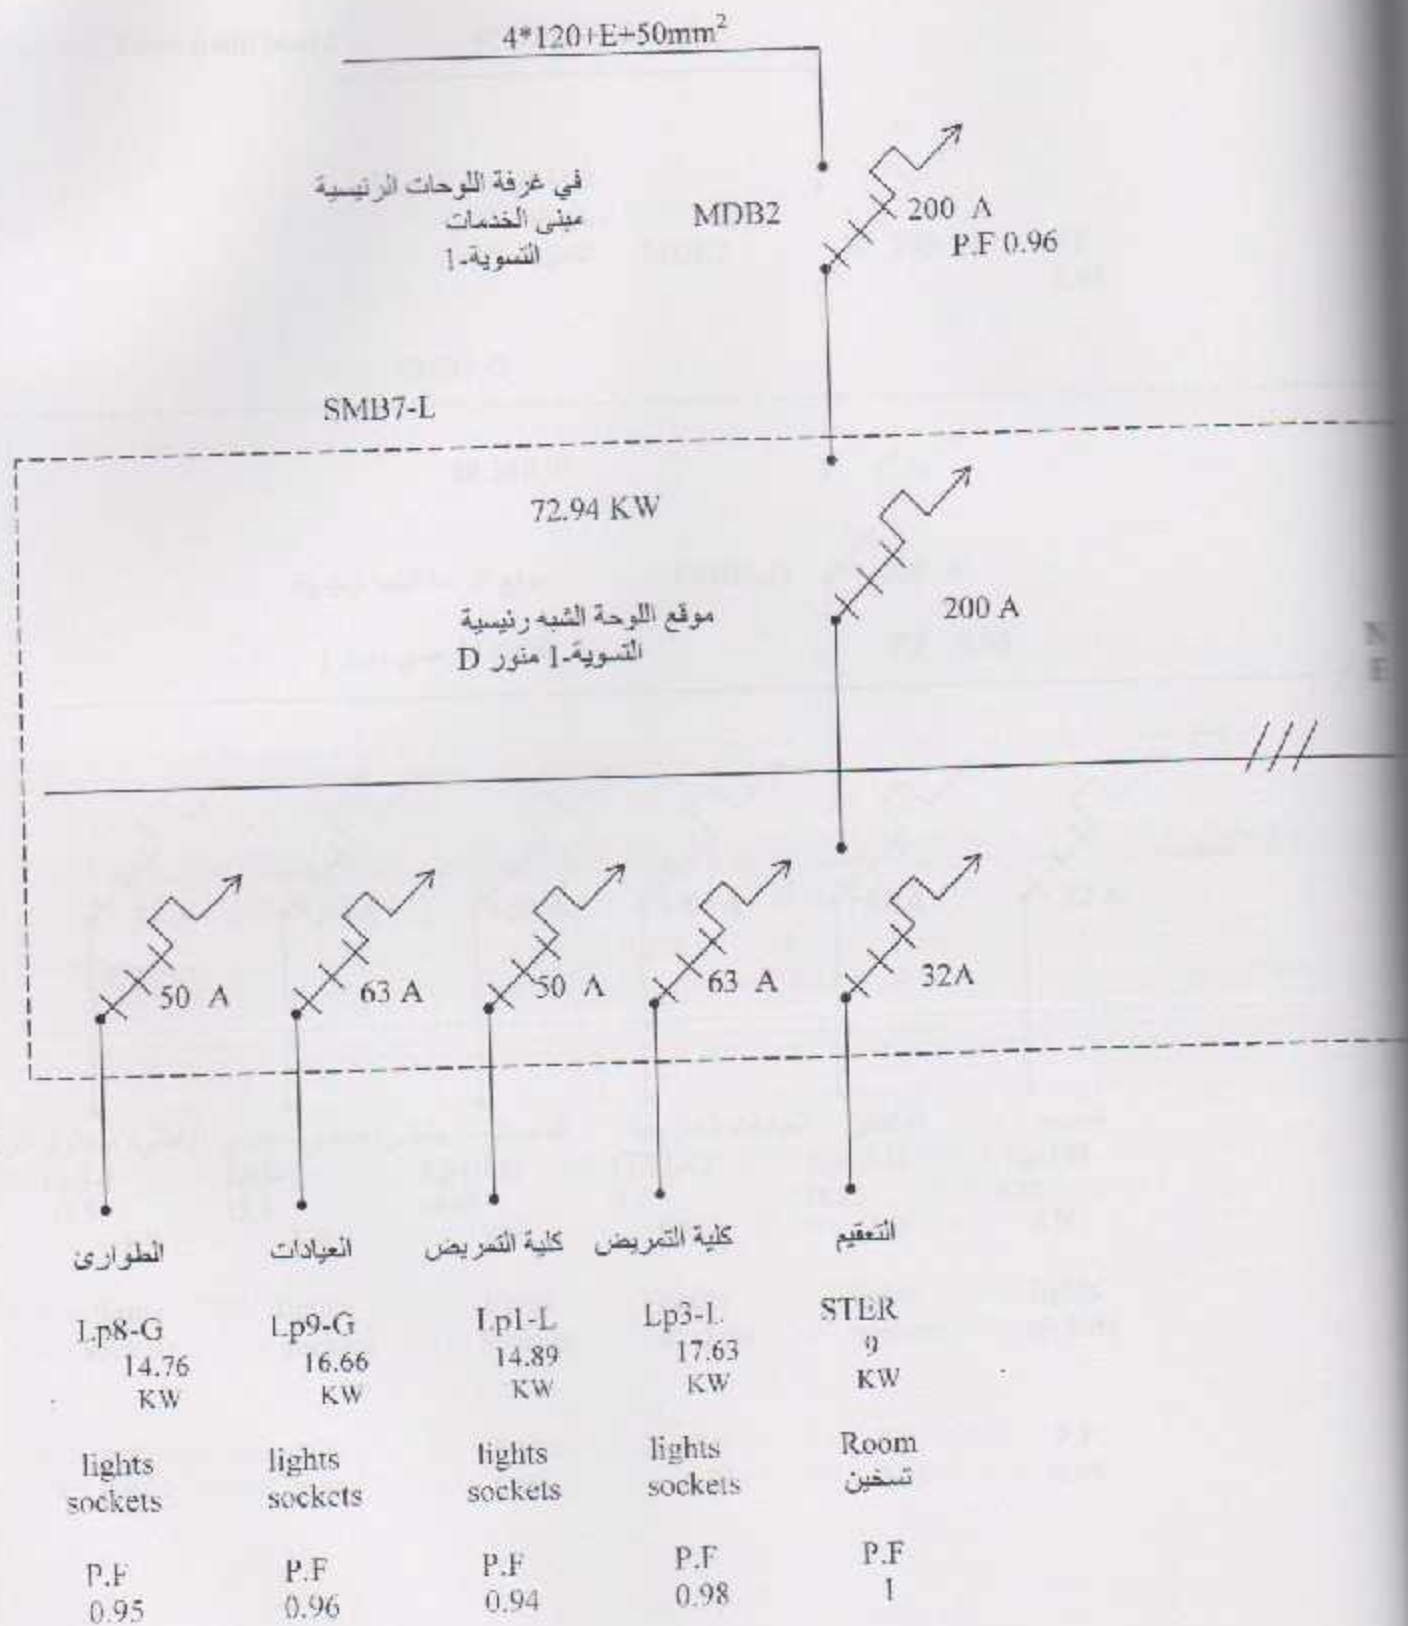 4*120+E+50mm²
في غرفة اللوحات الرئيسية
مبنى الخدمات
التسوية-1
MDB2
200 A
P.F 0.96
SMB7-L
72.94 KW
موقع اللوحة الشبه رئيسية
التسوية-1 منور D
200 A
N
E
50 A
63 A
50 A
63 A
32A
الطوارئ
العيادات
كلية التمريض
كلية التمريض
التعقيم
Lp8-G
Lp9-G
Lp1-L
Lp3-L
STER
14.76
16.66
14.89
17.63
9
KW
KW
KW
KW
KW
lights
lights
lights
lights
Room
sockets
sockets
sockets
sockets
تسخين
P.F
P.F
P.F
P.F
P.F
0.95
0.96
0.94
0.98
1